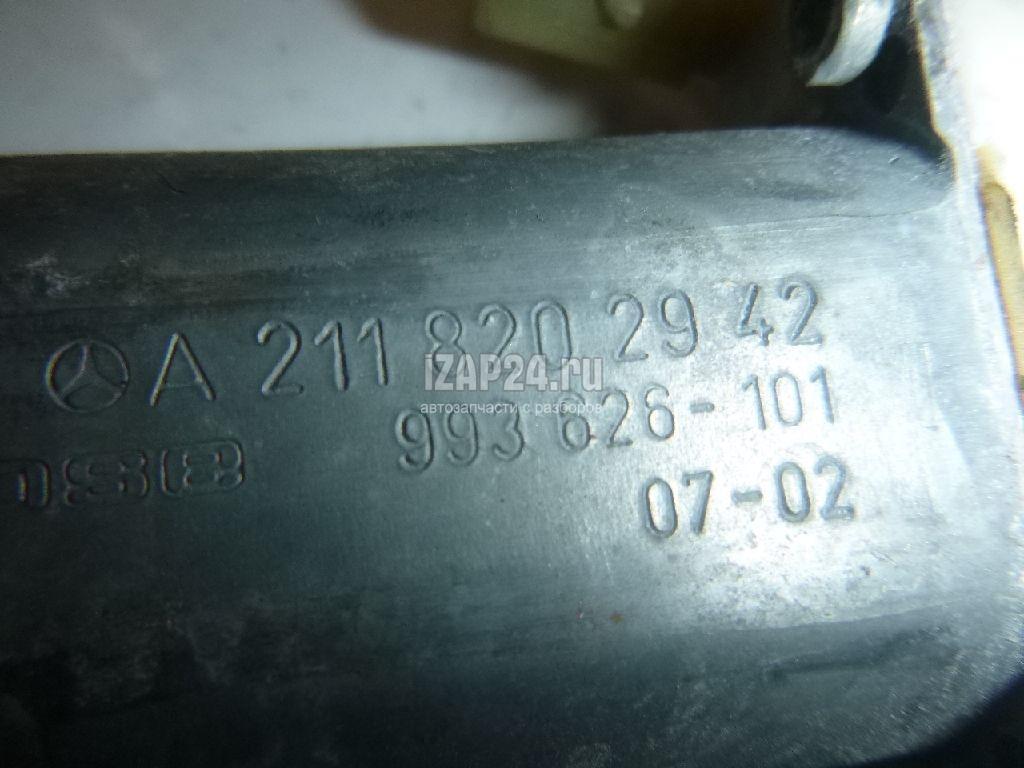 A 211 820 29 42
IZAP24.ru
автозапчасти с разборов
993 626-101
07-02